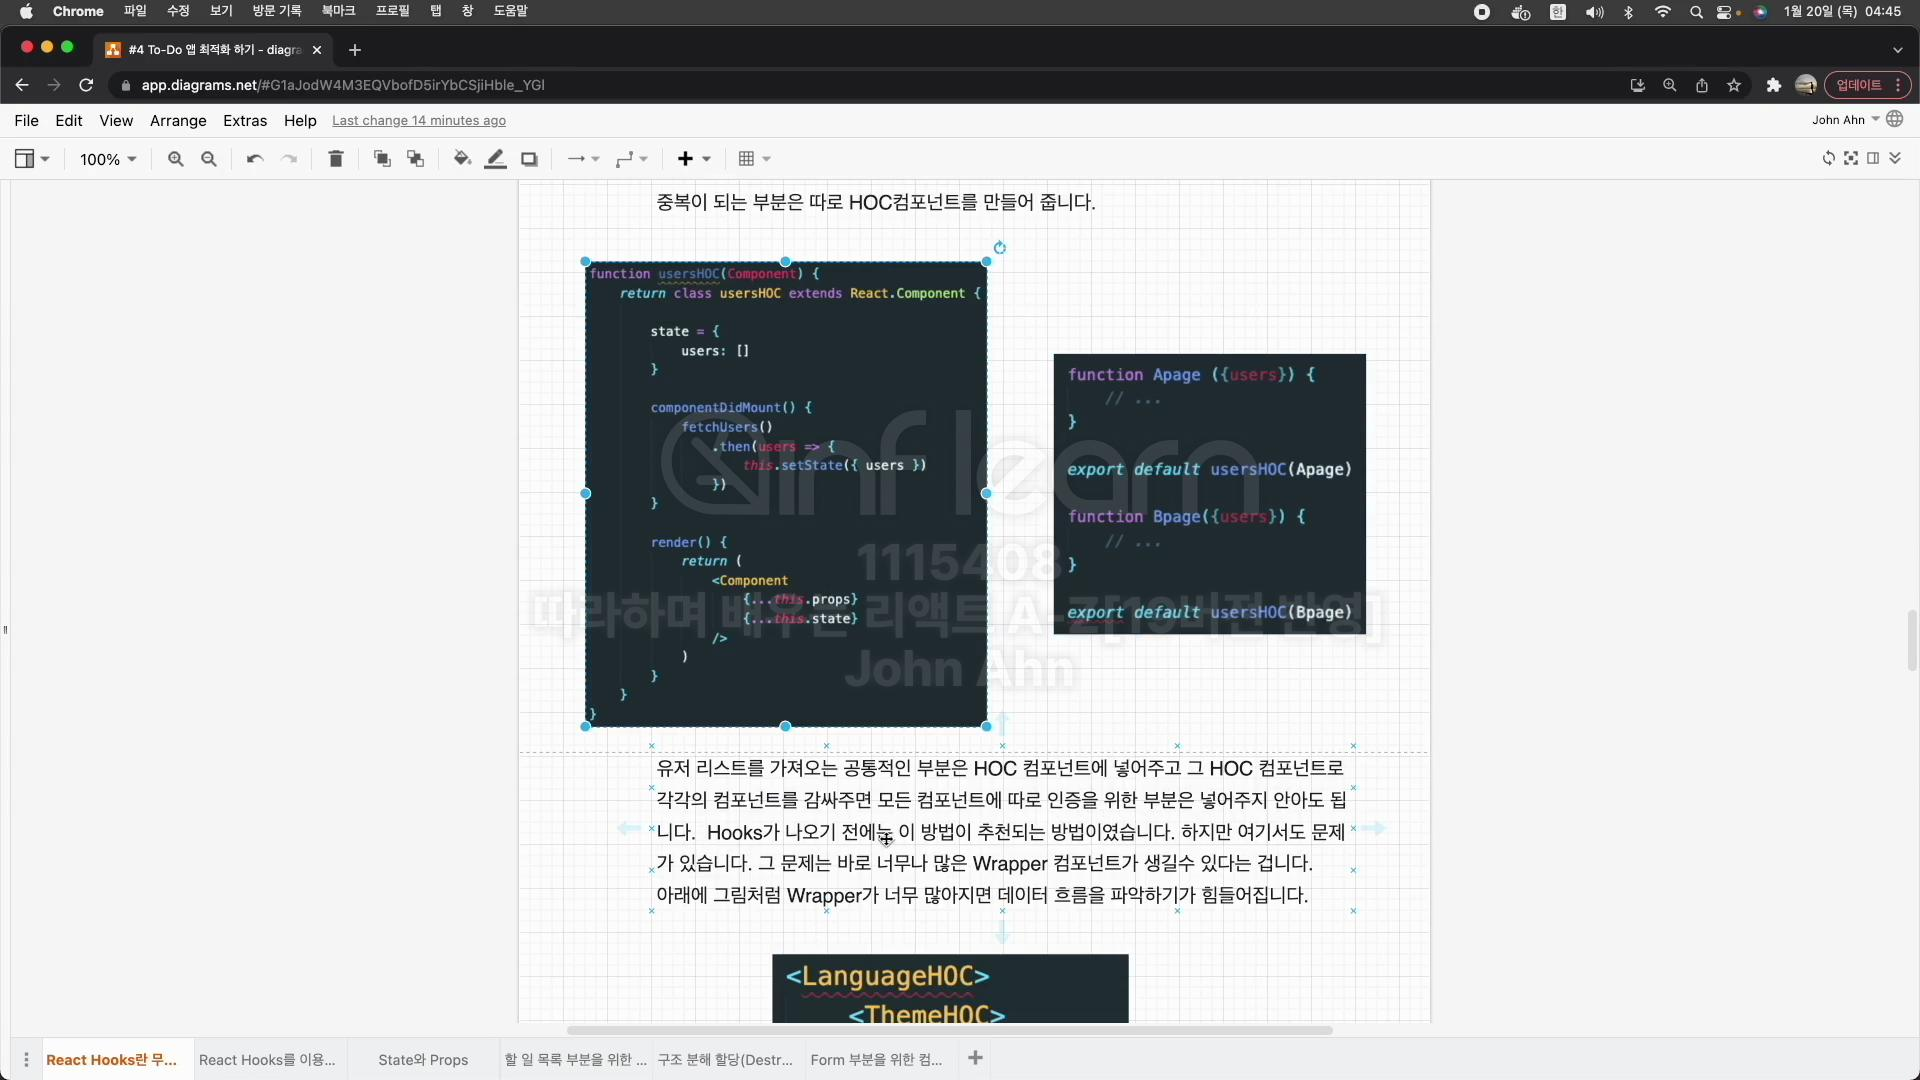 Chrome 파일 수정 보기 방문 기록 북마크 프로필 탭 창 도움말 한 1월 20일 (목) 04:45
#4 To-Do 앱 최적화 하기 - diagra
app.diagrams.net/#G1aJodW4M3EQVbofD5irYbCSjiHble_YGl 업데이트
File Edit View Arrange Extras Help Last change 14 minutes ago John Ahn
100%
중복이 되는 부분은 따로 HOC컴포넌트를 만들어 줍니다.
function usersHOC(Component) {
return class usersHOC extends React.Component {
state = {
users: []
}
componentDidMount() {
fetchUsers()
.then(users => {
this.setState({ users })
})
}
render() {
return (
<Component
{...this.props}
{...this.state}
/>
)
}
}
}
function Apage ({users}) {
// ...
}
export default usersHOC(Apage)
function Bpage({users}) {
// ...
}
export default usersHOC(Bpage)
inflearn
1115408
따라하며 배우는 리액트 A-Z[19버전 반영]
John Ahn
유저 리스트를 가져오는 공통적인 부분은 HOC 컴포넌트에 넣어주고 그 HOC 컴포넌트로
각각의 컴포넌트를 감싸주면 모든 컴포넌트에 따로 인증을 위한 부분은 넣어주지 안아도 됩
니다. Hooks가 나오기 전에는 이 방법이 추천되는 방법이였습니다. 하지만 여기서도 문제
가 있습니다. 그 문제는 바로 너무나 많은 Wrapper 컴포넌트가 생길수 있다는 겁니다.
아래에 그림처럼 Wrapper가 너무 많아지면 데이터 흐름을 파악하기가 힘들어집니다.
<LanguageHOC>
<ThemeHOC>
React Hooks란 무... React Hooks를 이용... State와 Props 할 일 목록 부분을 위한 ... 구조 분해 할당(Destr... Form 부분을 위한 컴...